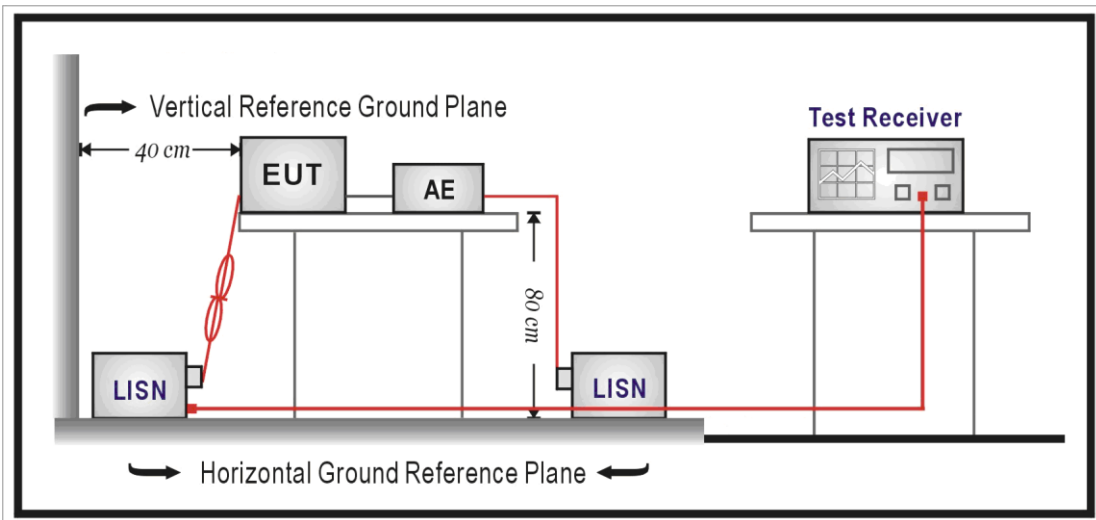 Vertical Reference Ground Plane
40 cm
EUT
AE
Test Receiver
80 cm
LISN
LISN
Horizontal Ground Reference Plane